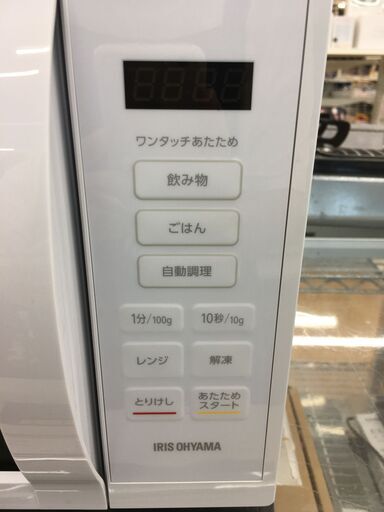 ワンタッチあたため
飲み物
ごはん
自動調理
1分/100g 10秒/10g
レンジ 解凍
とりけし あたため
スタート
IRIS OHYAMA